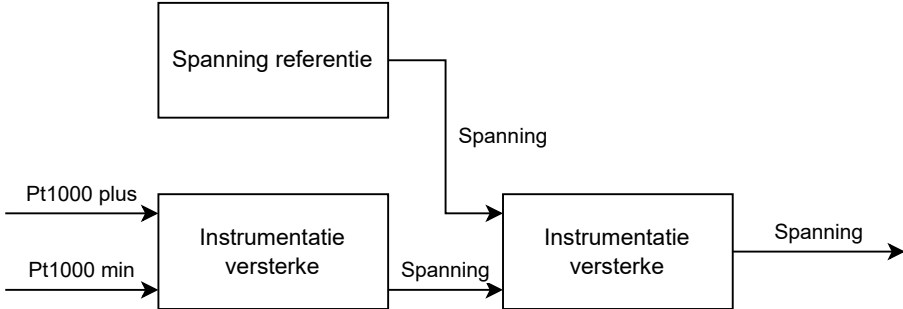 Spanning referentie
Spanning
Pt1000 plus
Instrumentatie
versterke
Instrumentatie
versterke
Spanning
Pt1000 min
Spanning